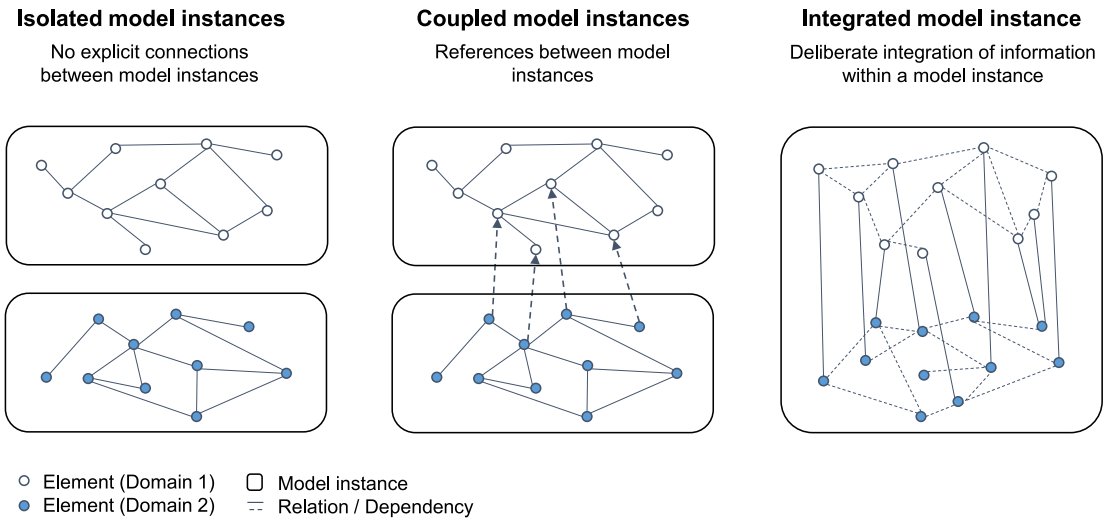 Isolated model instances
No explicit connections
between model instances
Coupled model instances
References between model
instances
Integrated model instance
Deliberate integration of information
within a model instance
Element (Domain 1)
Element (Domain 2)
Model instance
Relation / Dependency